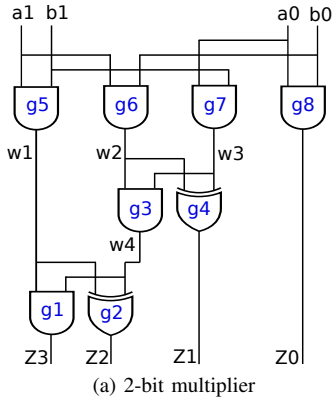 a1 b1 a0 b0
g5 g6 g7 g8
w1 w2 w3
g3 g4
w4
g1 g2
Z3 Z2 Z1 Z0
(a) 2-bit multiplier